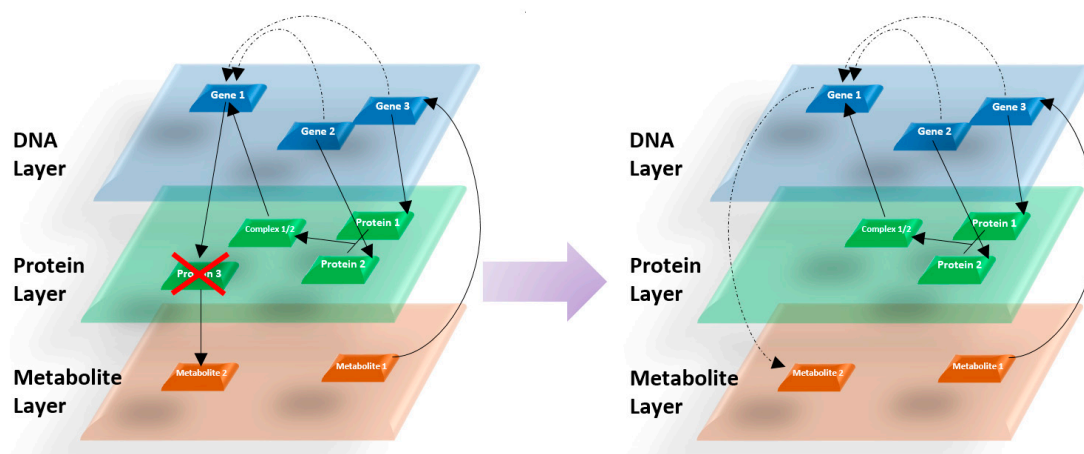 DNA
Layer
Gene 1
Gene 2
Gene 3
Protein
Layer
Complex 1/2
Protein 1
Protein 2
Protein 3
Metabolite
Layer
Metabolite 2
Metabolite 1
DNA
Layer
Gene 1
Gene 2
Gene 3
Protein
Layer
Complex 1/2
Protein 1
Protein 2
Metabolite
Layer
Metabolite 2
Metabolite 1